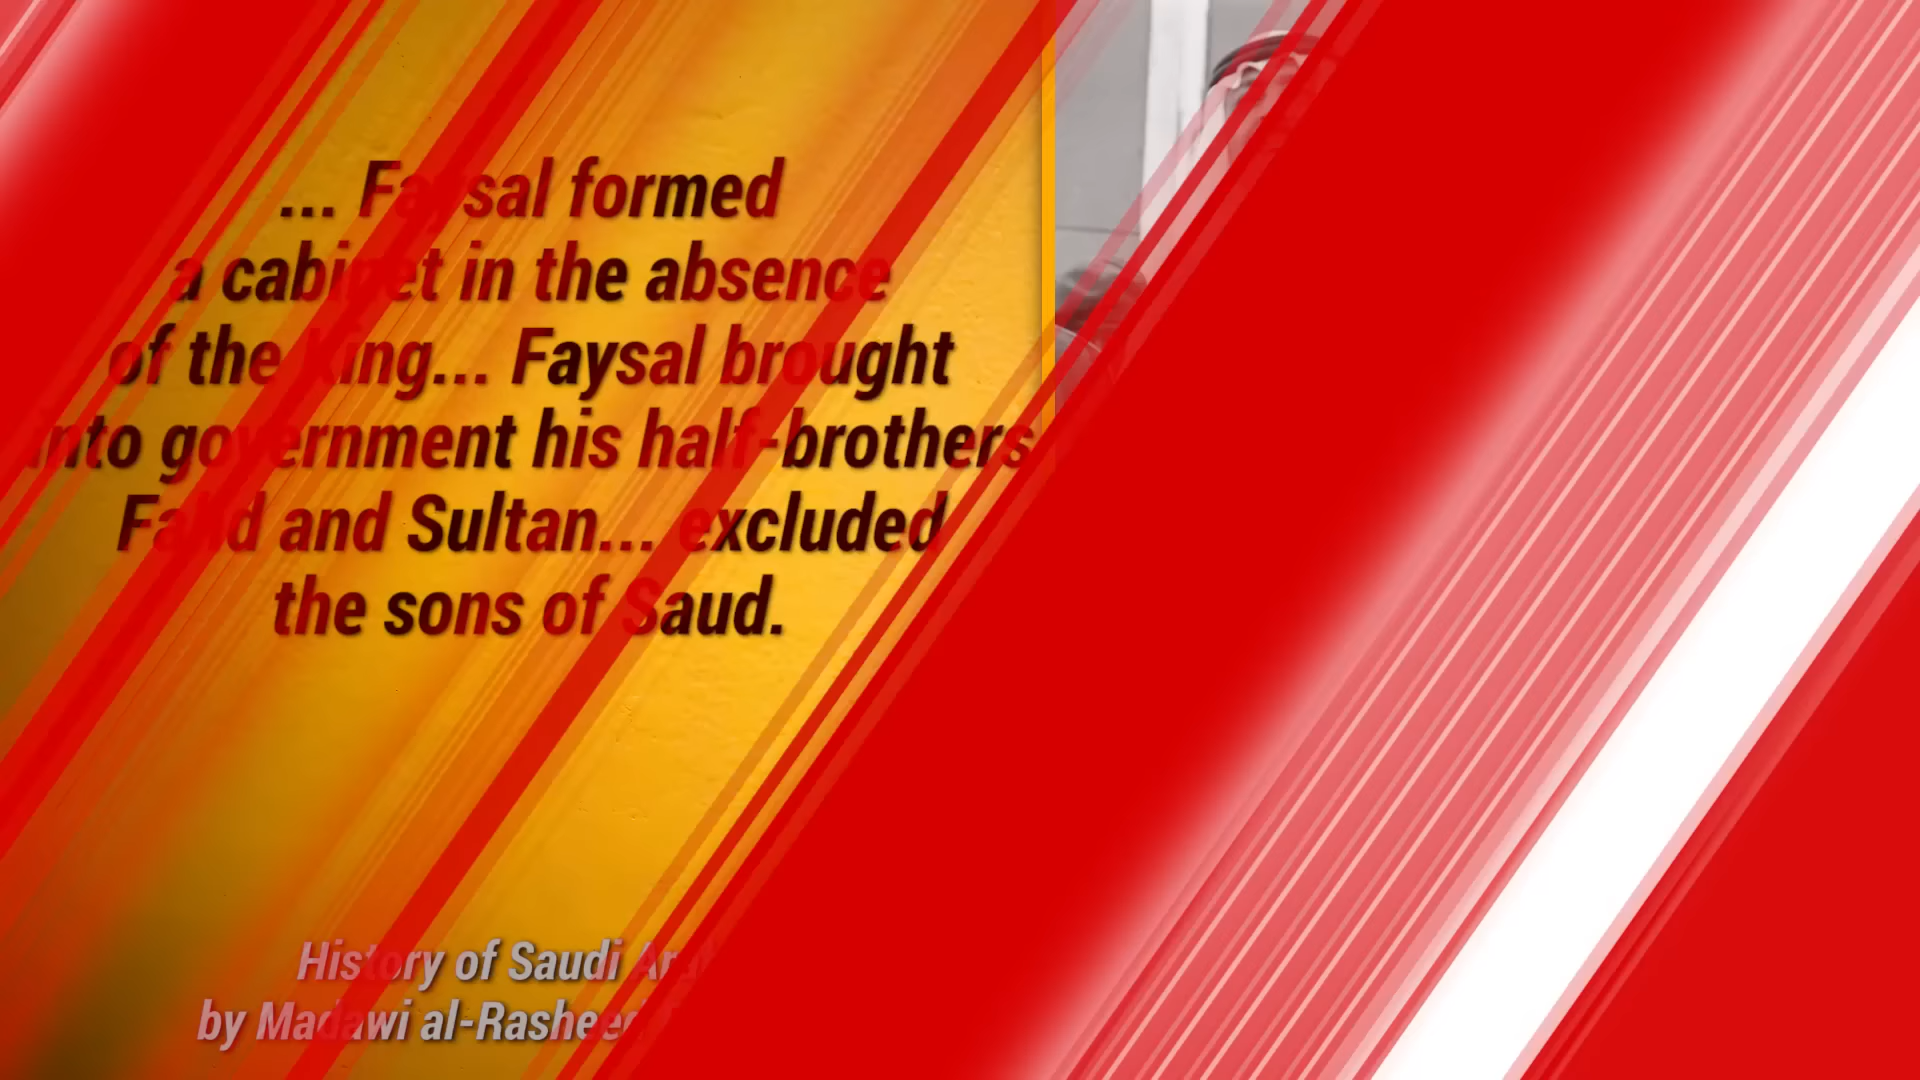 ... Faysal formed
a cabinet in the absence
of the King... Faysal brought
into government his half-brothers
Fahd and Sultan... excluded
the sons of Saud.
History of Saudi
by Madawi al-Rasheed